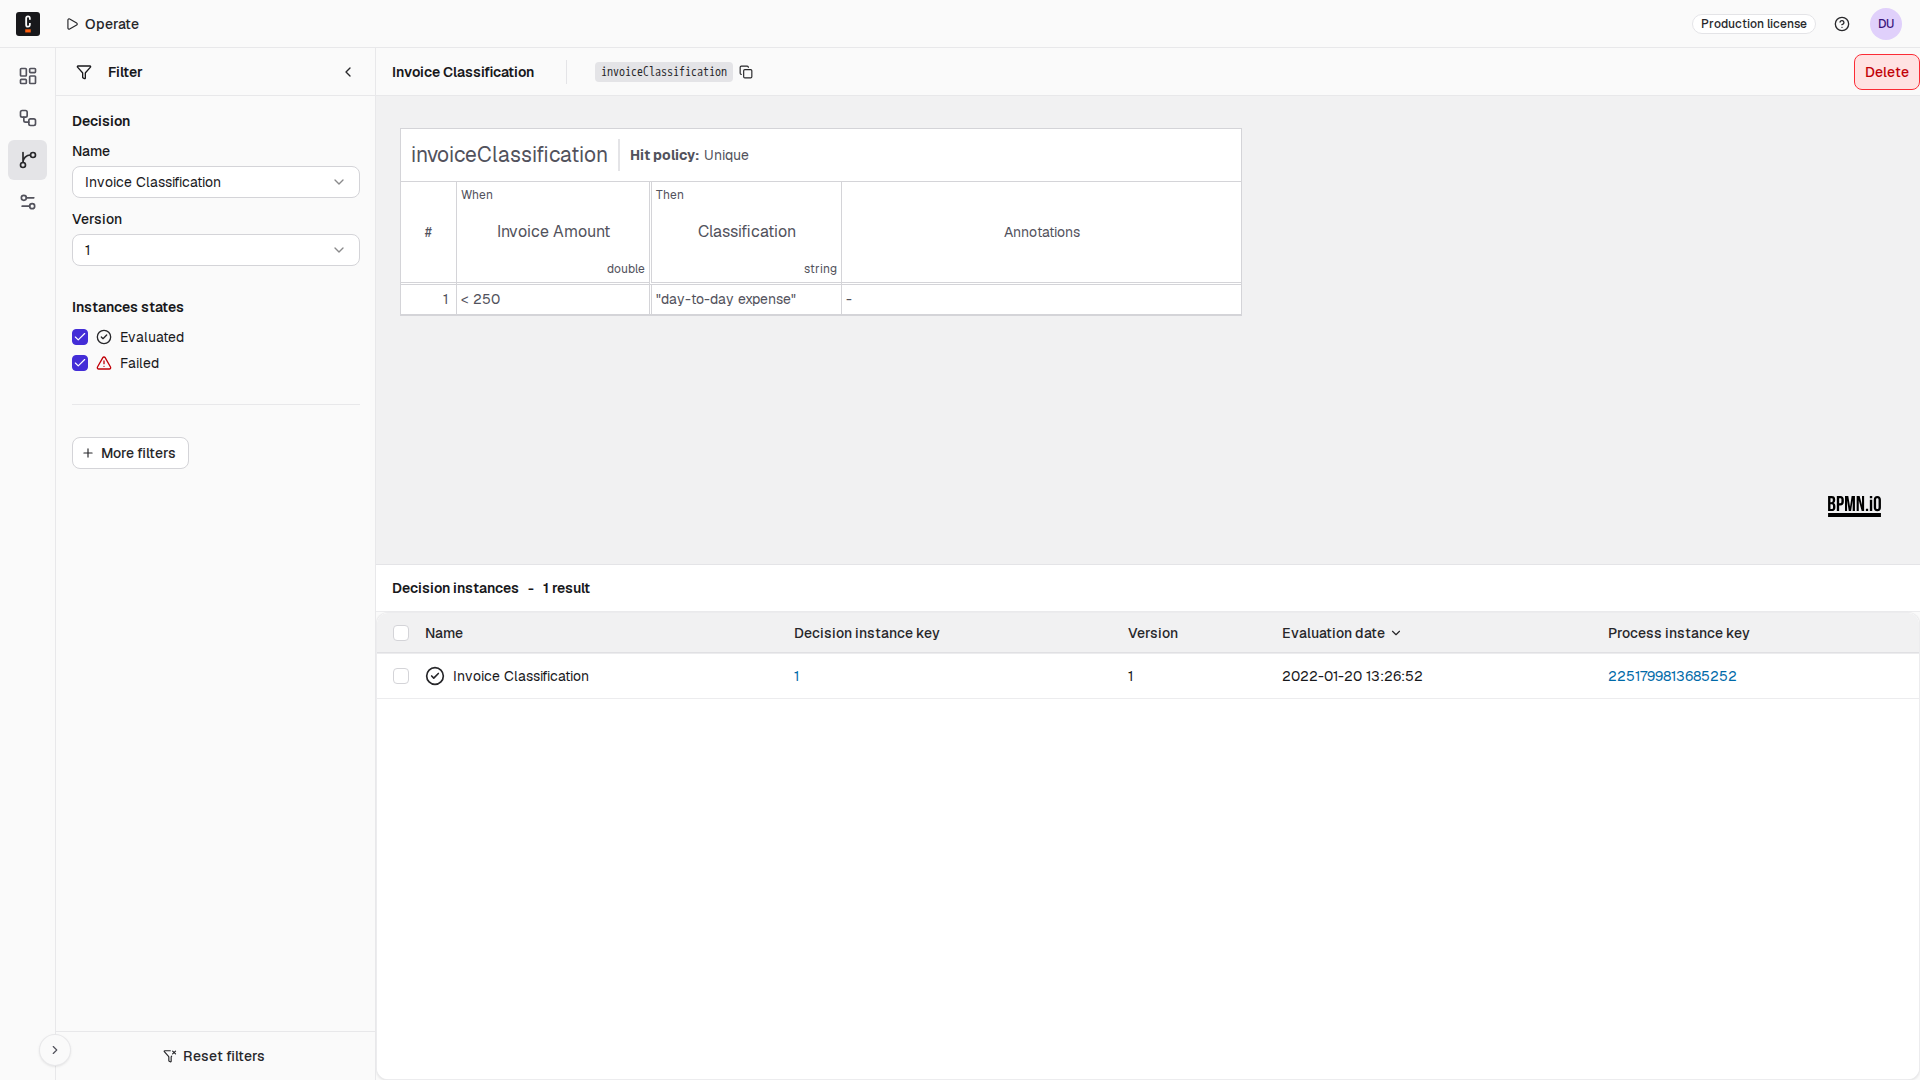 C
Operate
Production license
DU
Filter
Invoice Classification
invoiceClassification
Delete
Decision
Name
Invoice Classification
Version
1
Instances states
Evaluated
Failed
More filters
Reset filters
invoiceClassification
Hit policy: Unique
#
When
Invoice Amount
double
Then
Classification
string
Annotations
1
< 250
"day-to-day expense"
-
BPMN.iO
Decision instances - 1 result
Name
Decision instance key
Version
Evaluation date
Process instance key
Invoice Classification
1
1
2022-01-20 13:26:52
2251799813685252